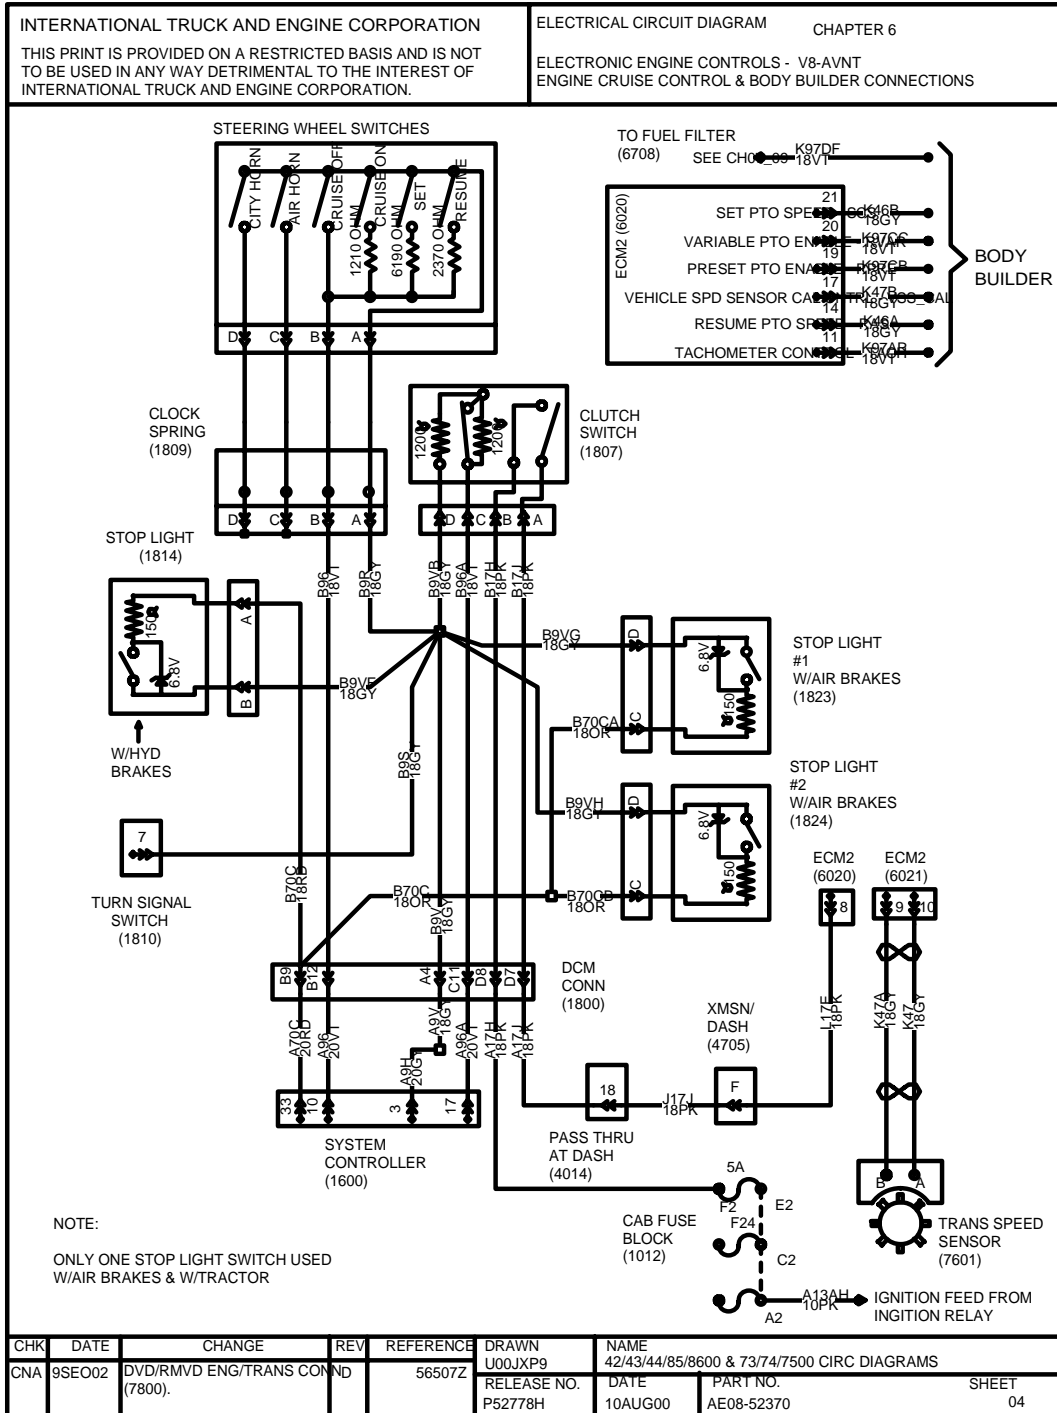 INTERNATIONAL TRUCK AND ENGINE CORPORATION
THIS PRINT IS PROVIDED ON A RESTRICTED BASIS AND IS NOT
TO BE USED IN ANY WAY DETRIMENTAL TO THE INTEREST OF
INTERNATIONAL TRUCK AND ENGINE CORPORATION.
ELECTRICAL CIRCUIT DIAGRAM
CHAPTER 6
ELECTRONIC ENGINE CONTROLS - V8-AVNT
ENGINE CRUISE CONTROL & BODY BUILDER CONNECTIONS
STEERING WHEEL SWITCHES
CITY HORN
AIR HORN
CRUISE OFF
CRUISE ON
SET
RESUME
1210 OHM
6190 OHM
2370 OHM
D C B A
TO FUEL FILTER
(6708)
SEE
K97DF
18VT
ECM2 (6020)
21
SET PTO SPEED
K46B
18GY
20
VARIABLE PTO
K97CC
18VT
19
PRESET PTO
K97CB
18VT
17
VEHICLE SPD SENSOR
K47B
18GY
14
RESUME PTO
K46A
18GY
11
TACHOMETER
K97AR
18VT
BODY
BUILDER
CLOCK
SPRING
(1809)
D C B A
1200
1200
CLUTCH
SWITCH
(1807)
D C B A
STOP LIGHT
(1814)
150
6.8V
A
B
W/HYD
BRAKES
B96
18VT
B9R
18GY
B9VB
18GY
B96A
18VT
B17H
18PK
B17J
18PK
B9VF
18GY
B9S
18GY
B9VG
18GY
D
C
B70CA
18OR
6.8V
150
STOP LIGHT
#1
W/AIR BRAKES
(1823)
B9VH
18GY
D
C
B70CB
18OR
6.8V
150
STOP LIGHT
#2
W/AIR BRAKES
(1824)
7
TURN SIGNAL
SWITCH
(1810)
B70C
18RD
B70C
18OR
B9V
18GY
ECM2
(6020)
8
ECM2
(6021)
9 10
B9 B12 A4 C11 D8 D7
DCM
CONN
(1800)
A70C
20RD
A96
20VT
A9V
18GY
A9H
20GY
A96A
20VT
A17H
18PK
A17J
18PK
L17F
18PK
K47A
18GY
K47
18GY
33 10 3 17
SYSTEM
CONTROLLER
(1600)
18
PASS THRU
AT DASH
(4014)
J17J
18PK
XMSN/
DASH
(4705)
F
B A
TRANS SPEED
SENSOR
(7601)
CAB FUSE
BLOCK
(1012)
5A
F2
E2
F24
C2
A2
A13AH
10PK
IGNITION FEED FROM
INGITION RELAY
NOTE:
ONLY ONE STOP LIGHT SWITCH USED
W/AIR BRAKES & W/TRACTOR
CHK DATE CHANGE REV REFERENCE
CNA 9SEO02 DVD/RMVD ENG/TRANS CONN D 56507Z
(7800).
DRAWN
U00JXP9
NAME
42/43/44/85/8600 & 73/74/7500 CIRC DIAGRAMS
RELEASE NO.
P52778H
DATE
10AUG00
PART NO.
AE08-52370
SHEET
04